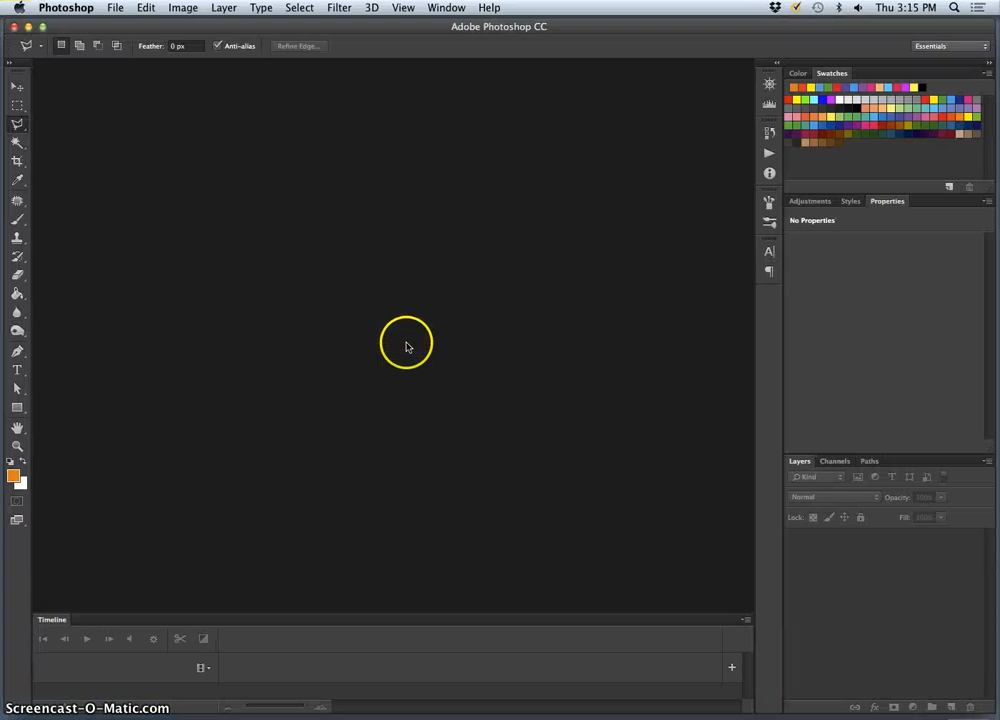 Photoshop File Edit Image Layer Type Select Filter 3D View Window Help Thu 3:15 PM
Adobe Photoshop CC
Feather: 0 px Anti-alias Refine Edge... Essentials
Color Swatches
Adjustments Styles Properties
No Properties
Layers Channels Paths
Kind
Normal Opacity:
Lock: Fill:
Timeline
Screencast-O-Matic.com